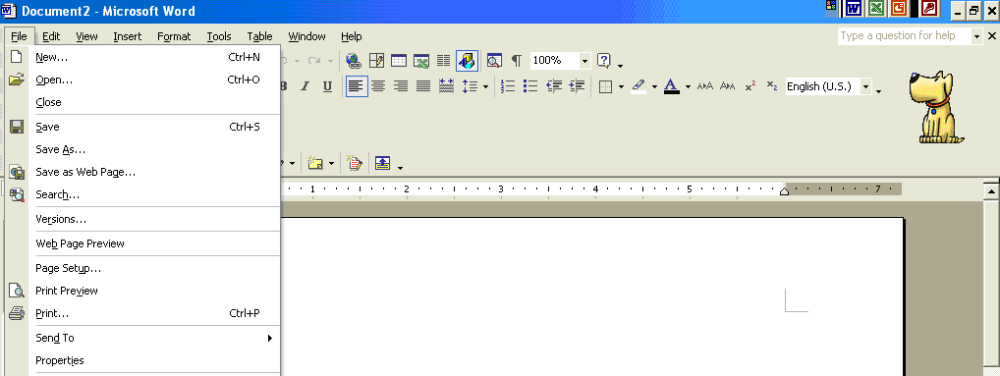 Document2 - Microsoft Word
File Edit View Insert Format Tools Table Window Help Type a question for help
New... Ctrl+N
100%
Open... Ctrl+O
B I U A A A A A x² x₂ English (U.S.)
Close
Save Ctrl+S
Save As...
Save as Web Page...
Search...
1 2 3 4 5 7
Versions...
Web Page Preview
Page Setup...
Print Preview
Print... Ctrl+P
Send To
Properties